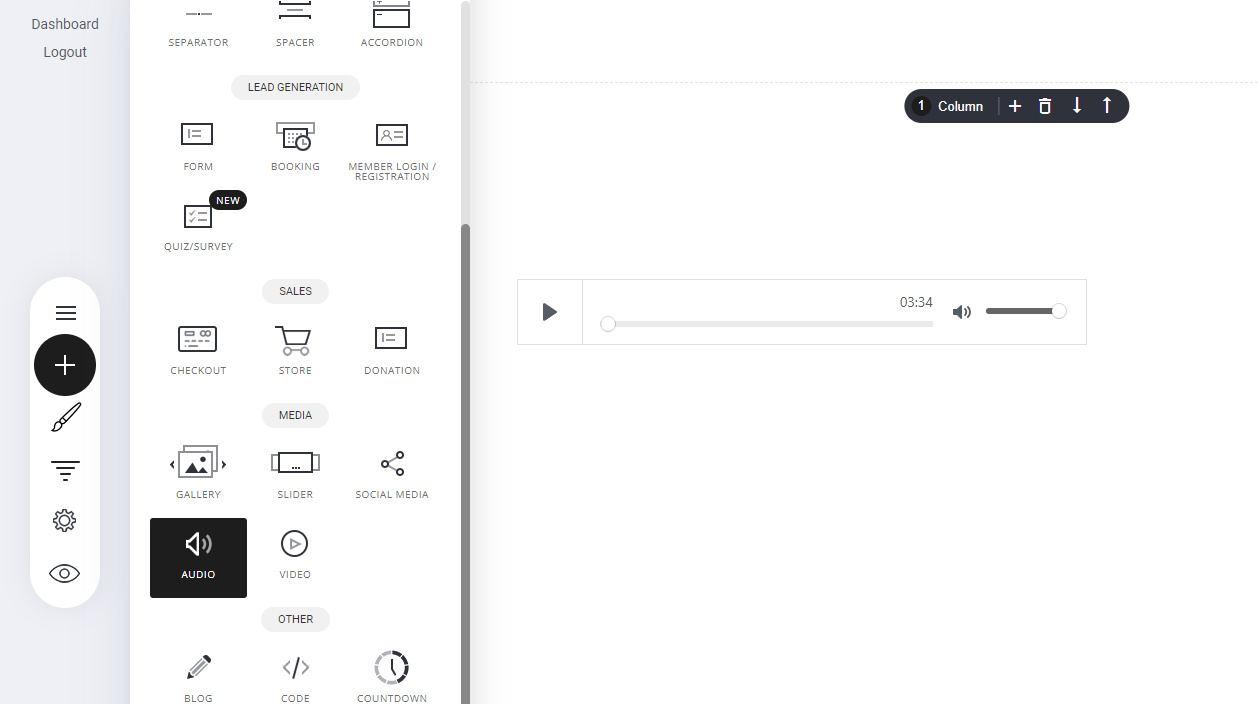 Dashboard
Logout
SEPARATOR
SPACER
ACCORDION
LEAD GENERATION
FORM
BOOKING
MEMBER LOGIN /
REGISTRATION
NEW
QUIZ/SURVEY
SALES
CHECKOUT
STORE
DONATION
MEDIA
GALLERY
SLIDER
SOCIAL MEDIA
AUDIO
VIDEO
OTHER
BLOG
CODE
COUNTDOWN
1 Column
03:34